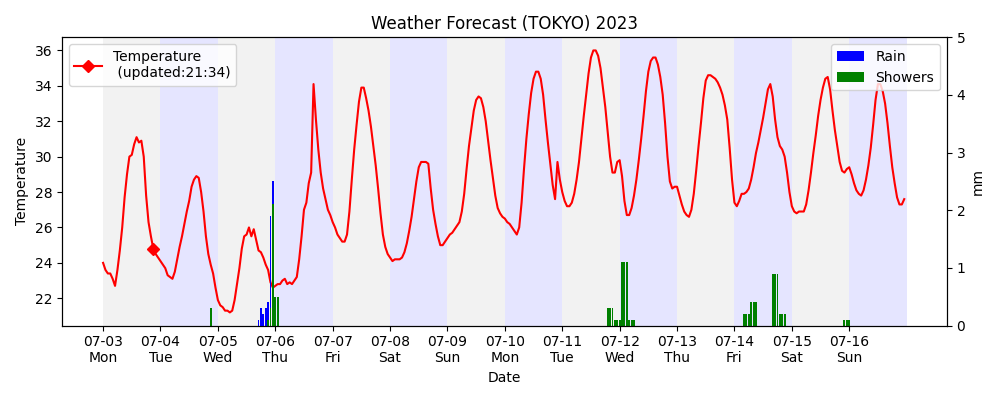 Weather Forecast (TOKYO) 2023
Temperature
(updated:21:34)
Rain
Showers
Temperature
36
34
32
30
28
26
24
22
5
4
3
2
1
0
mm
07-03 07-04 07-05 07-06 07-07 07-08 07-09 07-10 07-11 07-12 07-13 07-14 07-15 07-16
Mon Tue Wed Thu Fri Sat Sun Mon Tue Wed Thu Fri Sat Sun
Date